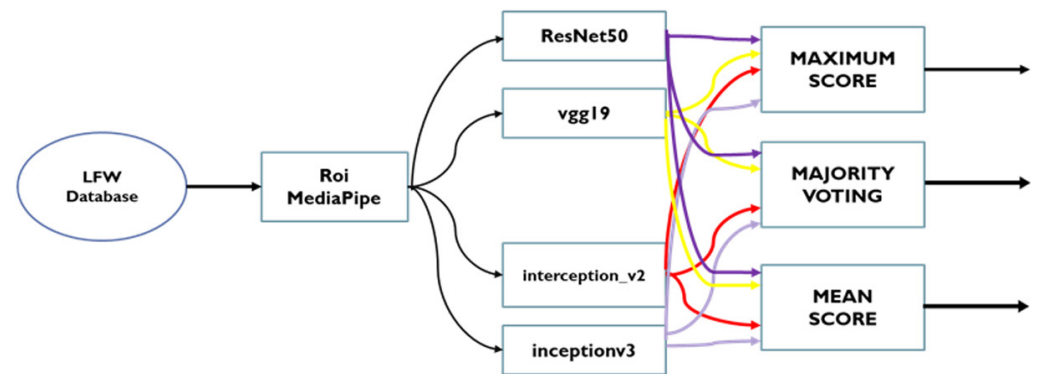 LFW
Database
Roi
MediaPipe
ResNet50
vgg19
interception_v2
inceptionv3
MAXIMUM
SCORE
MAJORITY
VOTING
MEAN
SCORE